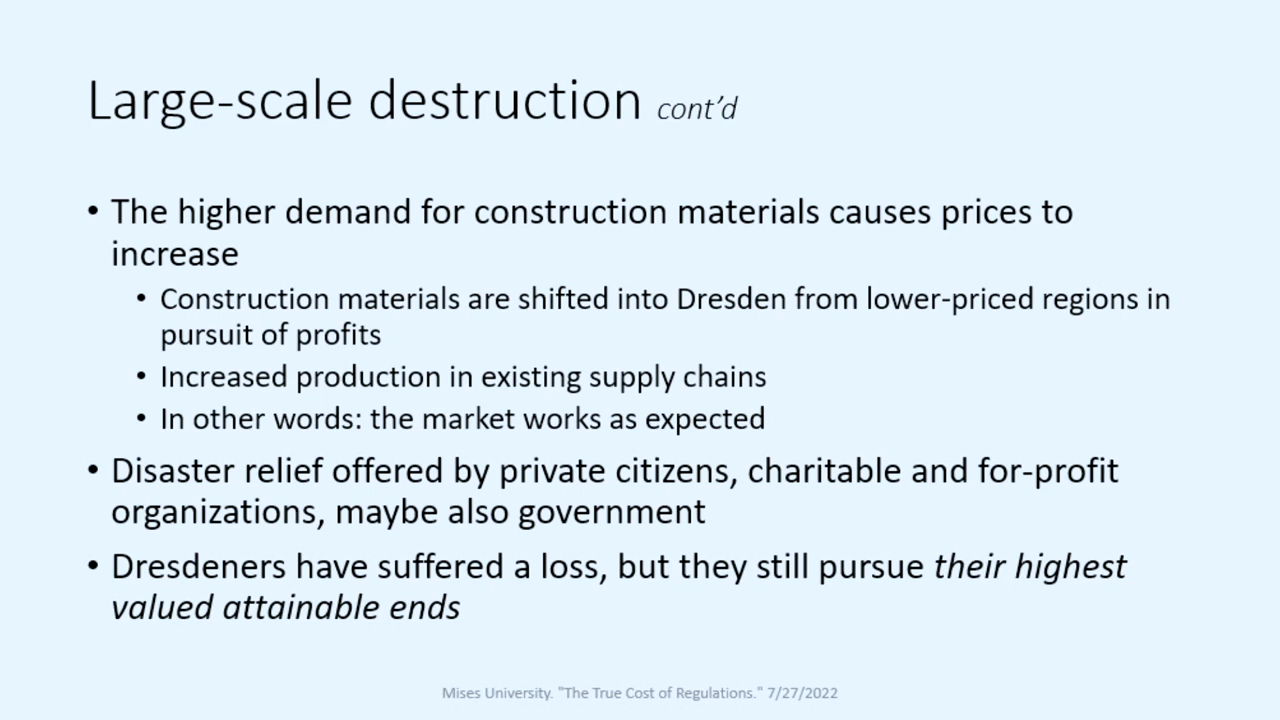 Large-scale destruction cont’d
• The higher demand for construction materials causes prices to
increase
• Construction materials are shifted into Dresden from lower-priced regions in
pursuit of profits
• Increased production in existing supply chains
• In other words: the market works as expected
• Disaster relief offered by private citizens, charitable and for-profit
organizations, maybe also government
• Dresdeners have suffered a loss, but they still pursue their highest
valued attainable ends
Mises University. "The True Cost of Regulations." 7/27/2022